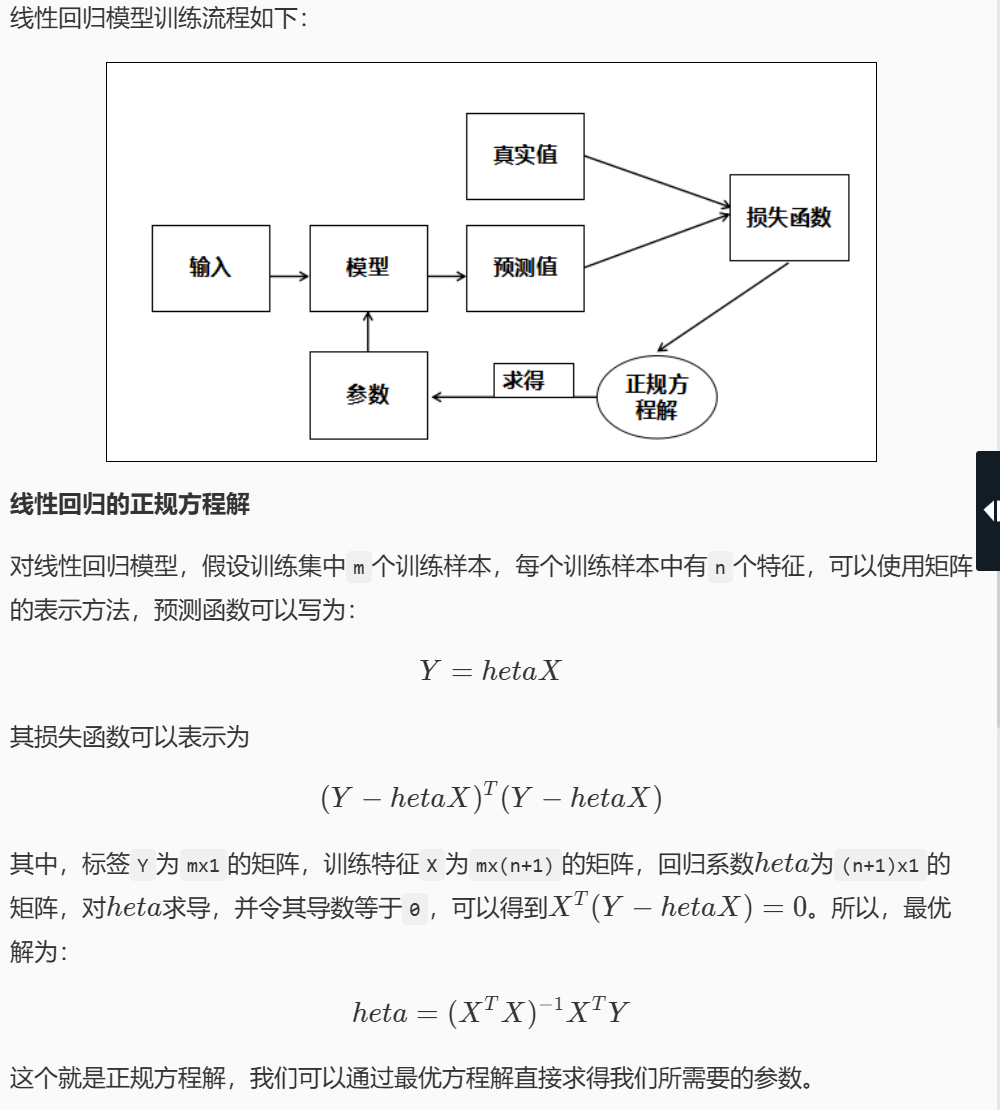 线性回归模型训练流程如下：
真实值
损失函数
输入
模型
预测值
参数
求得
正规方
程解
线性回归的正规方程解
对线性回归模型，假设训练集中 m 个训练样本，每个训练样本中有 n 个特征，可以使用矩阵
的表示方法，预测函数可以写为：
Y = hetaX
其损失函数可以表示为
(Y − hetaX)^T(Y − hetaX)
其中，标签 Y 为 mx1 的矩阵，训练特征 X 为 mx(n+1) 的矩阵，回归系数heta为 (n+1)x1 的
矩阵，对heta求导，并令其导数等于 0 ，可以得到X^T(Y − hetaX) = 0。所以，最优
解为：
heta = (X^T X)^{-1}X^T Y
这个就是正规方程解，我们可以通过最优方程解直接求得我们所需要的参数。